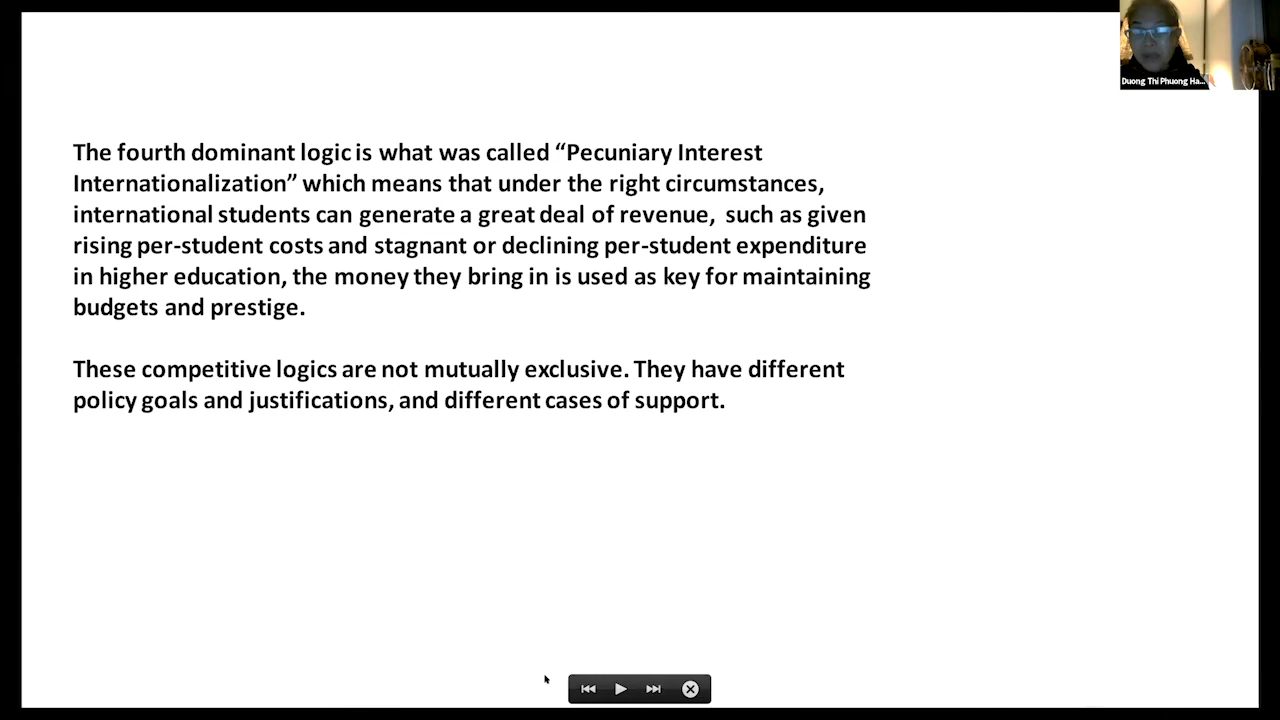 Duong Thi Phuong Ha...
The fourth dominant logic is what was called “Pecuniary Interest
Internationalization” which means that under the right circumstances,
international students can generate a great deal of revenue, such as given
rising per-student costs and stagnant or declining per-student expenditure
in higher education, the money they bring in is used as key for maintaining
budgets and prestige.
These competitive logics are not mutually exclusive. They have different
policy goals and justifications, and different cases of support.